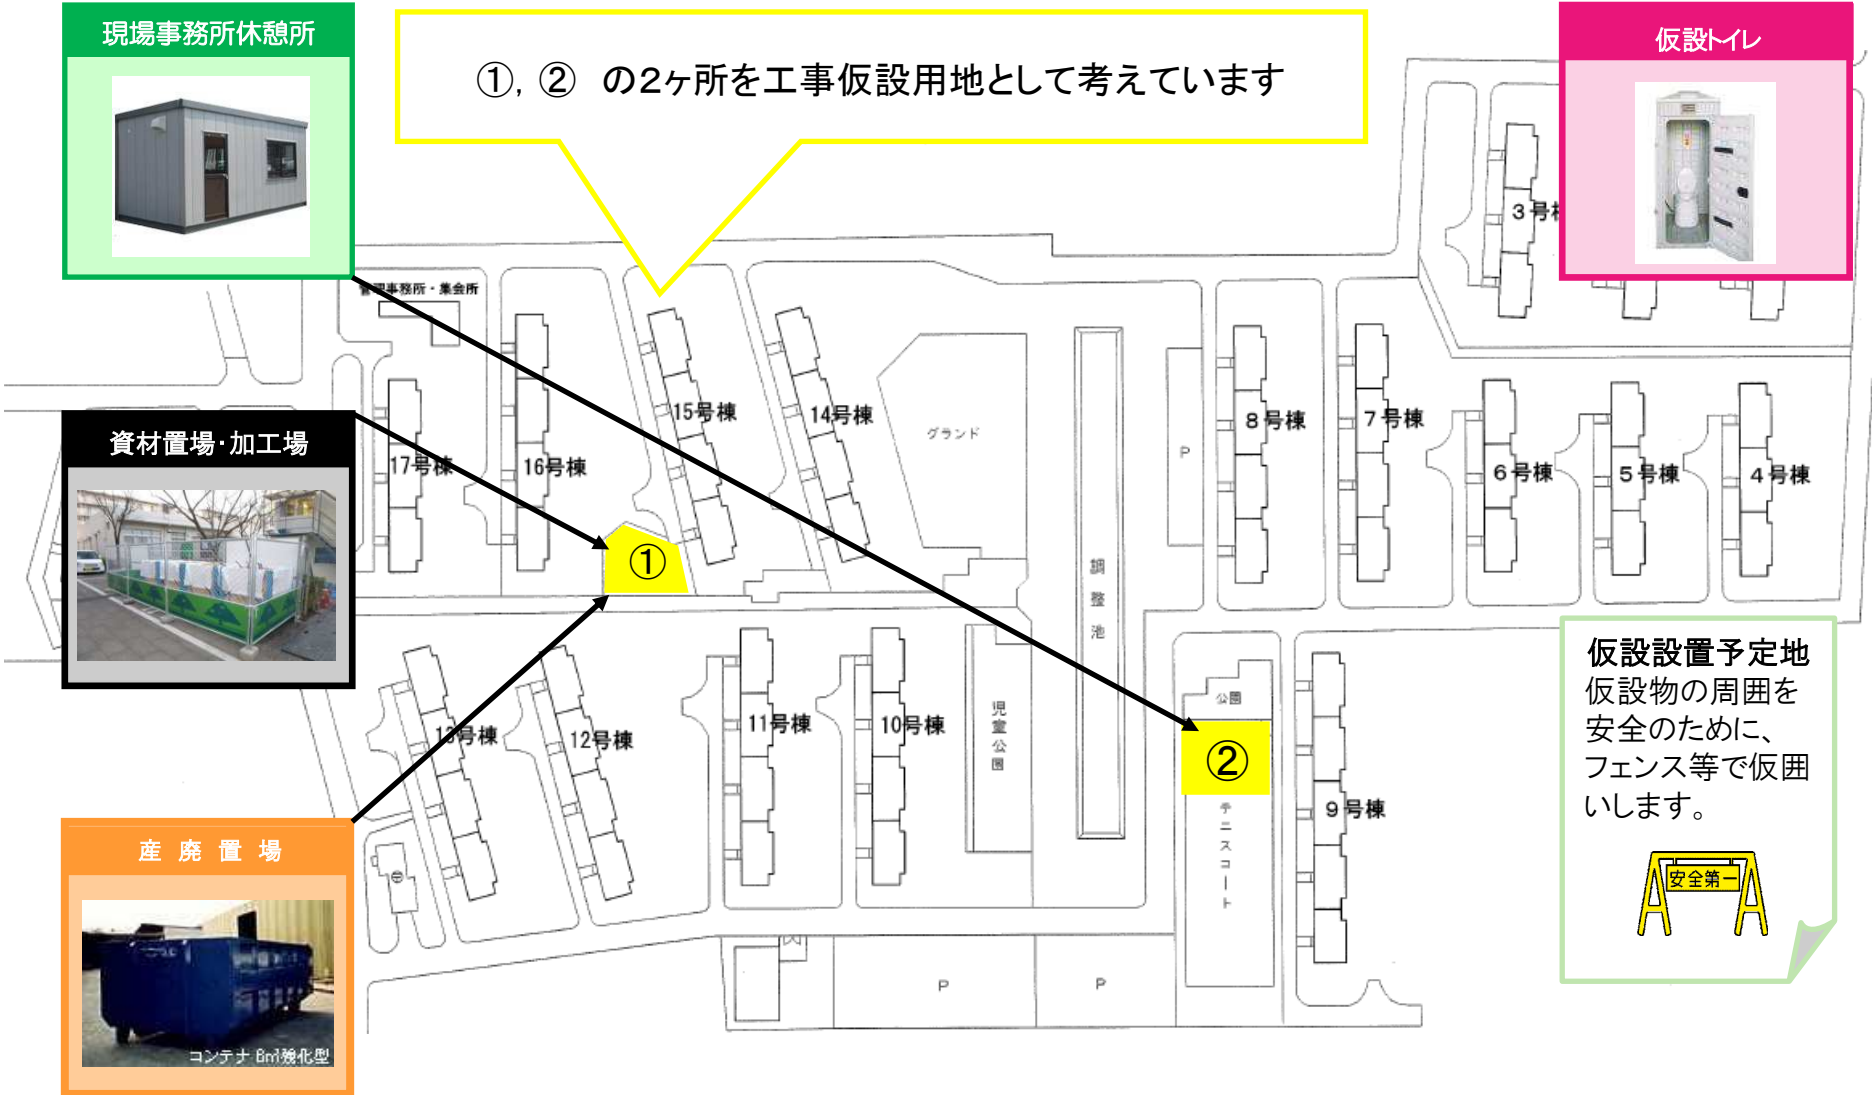 現場事務所休憩所
①，② の２ヶ所を工事仮設用地として考えています
仮設トイレ
管理事務所・集会所
3号棟
15号棟
14号棟
グランド
P
8号棟
7号棟
6号棟
5号棟
4号棟
17号棟
16号棟
資材置場・加工場
①
調整池
13号棟
12号棟
11号棟
10号棟
児童公園
公園
②
テニスコート
9号棟
P
P
仮設設置予定地
仮設物の周囲を
安全のために、
フェンス等で仮囲
いします。
安全第一
産廃置場
コンテナ 8㎥強化型